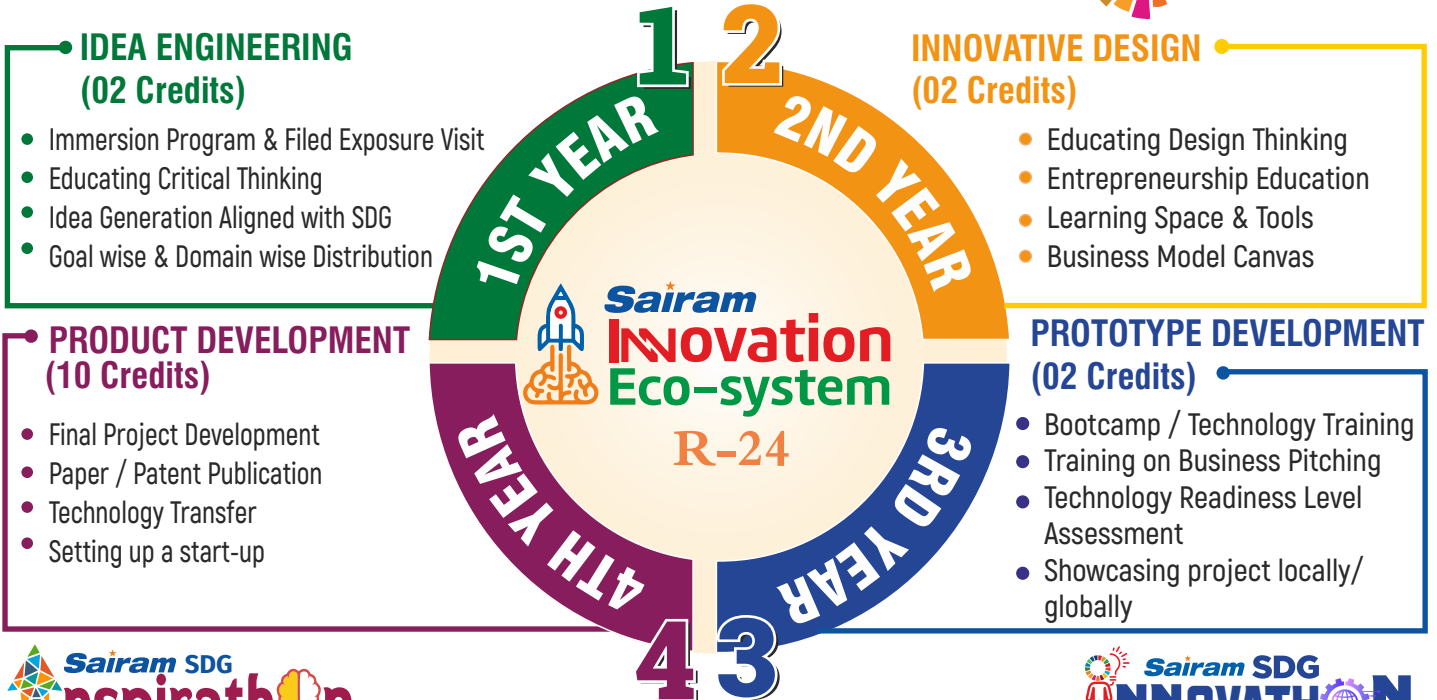 IDEA ENGINEERING
(02 Credits)
Immersion Program & Filed Exposure Visit
Educating Critical Thinking
Idea Generation Aligned with SDG
Goal wise & Domain wise Distribution
1
1ST YEAR
2
2ND YEAR
INNOVATIVE DESIGN
(02 Credits)
Educating Design Thinking
Entrepreneurship Education
Learning Space & Tools
Business Model Canvas
Sairam
Innovation
Eco-system
R-24
PRODUCT DEVELOPMENT
(10 Credits)
Final Project Development
Paper / Patent Publication
Technology Transfer
Setting up a start-up
4TH YEAR
4
3RD YEAR
3
PROTOTYPE DEVELOPMENT
(02 Credits)
Bootcamp / Technology Training
Training on Business Pitching
Technology Readiness Level
Assessment
Showcasing project locally/
globally
Sairam SDG
Inspirathon
Sairam SDG
INNOVATHON